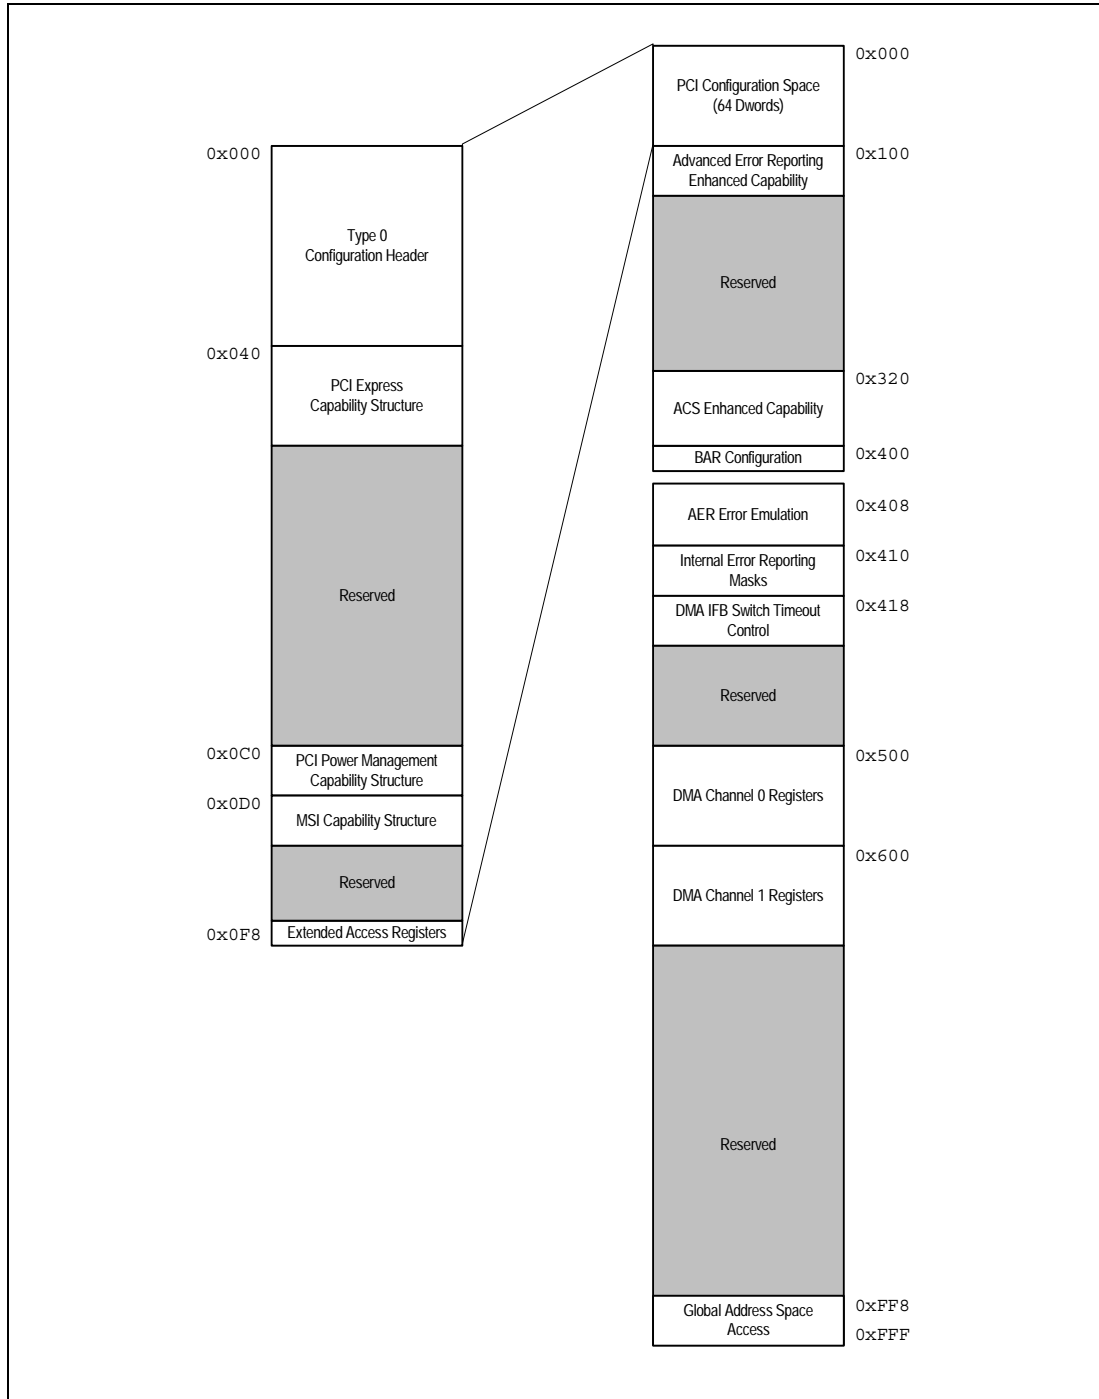 0x000
Type 0
Configuration Header
0x040
PCI Express
Capability Structure
Reserved
0x0C0
PCI Power Management
Capability Structure
0x0D0
MSI Capability Structure
Reserved
0x0F8
Extended Access Registers
0x000
PCI Configuration Space
(64 Dwords)
0x100
Advanced Error Reporting
Enhanced Capability
Reserved
0x320
ACS Enhanced Capability
0x400
BAR Configuration
0x408
AER Error Emulation
0x410
Internal Error Reporting
Masks
0x418
DMA IFB Switch Timeout
Control
Reserved
0x500
DMA Channel 0 Registers
0x600
DMA Channel 1 Registers
Reserved
0xFF8
Global Address Space
Access
0xFFF